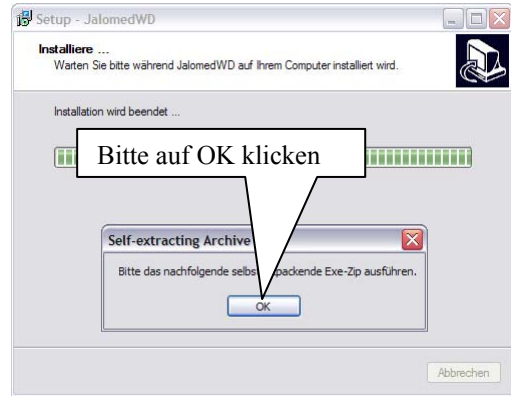 Setup - JalomedWD
Installiere ...
Warten Sie bitte während JalomedWD auf Ihrem Computer installiert wird.
Installation wird beendet ...
Bitte auf OK klicken
Self-extracting Archive
Bitte das nachfolgende selbs packende Exe-Zip ausführen.
OK
Abbrechen